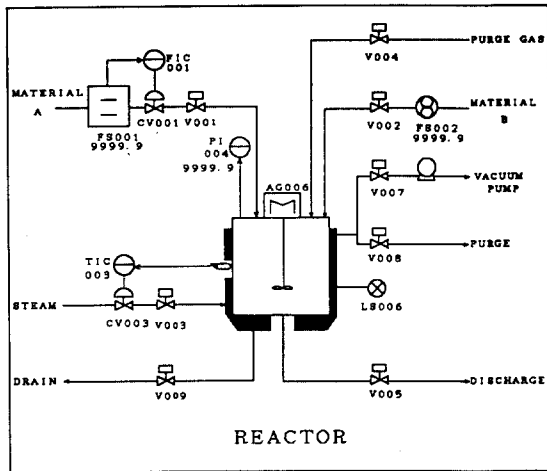 PURGE GAS
V004
FIC
001
MATERIAL
A
CV001
V001
FS001
9999.9
V002
FS002
9999.9
MATERIAL
B
PI
004
9999.9
AG006
V007
VACUUM
PUMP
V008
PURGE
TIC
003
STEAM
CV003
V003
LS006
DRAIN
V009
V005
DISCHARGE
REACTOR